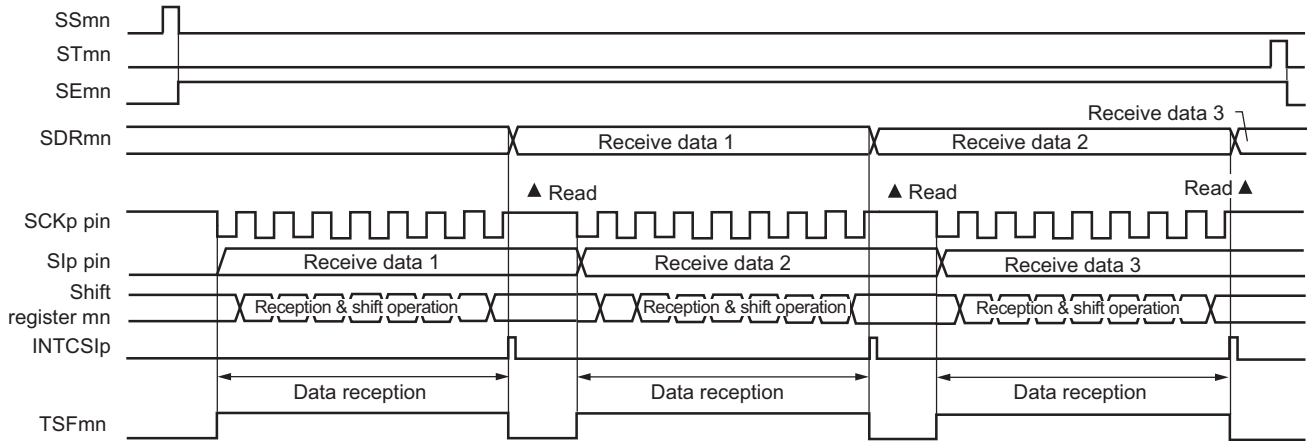 SSmn
STmn
SEmn
Receive data 3
SDRmn
Receive data 1
Receive data 2
▲ Read
▲ Read
Read ▲
SCKp pin
SIp pin
Receive data 1
Receive data 2
Receive data 3
Shift
register mn
Reception & shift operation
Reception & shift operation
Reception & shift operation
INTCSIp
Data reception
Data reception
Data reception
TSFmn